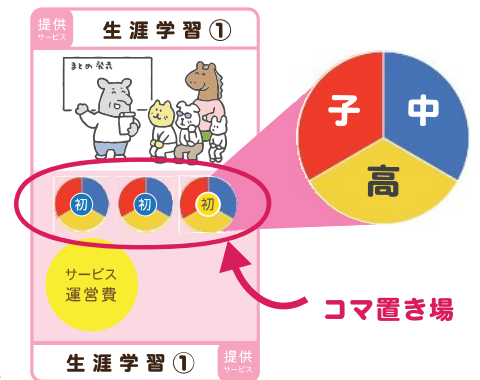 提供
サービス
生涯学習①
まとめ発表
子
中
高
初
初
初
サービス
運営費
コマ置き場
生涯学習①
提供
サービス